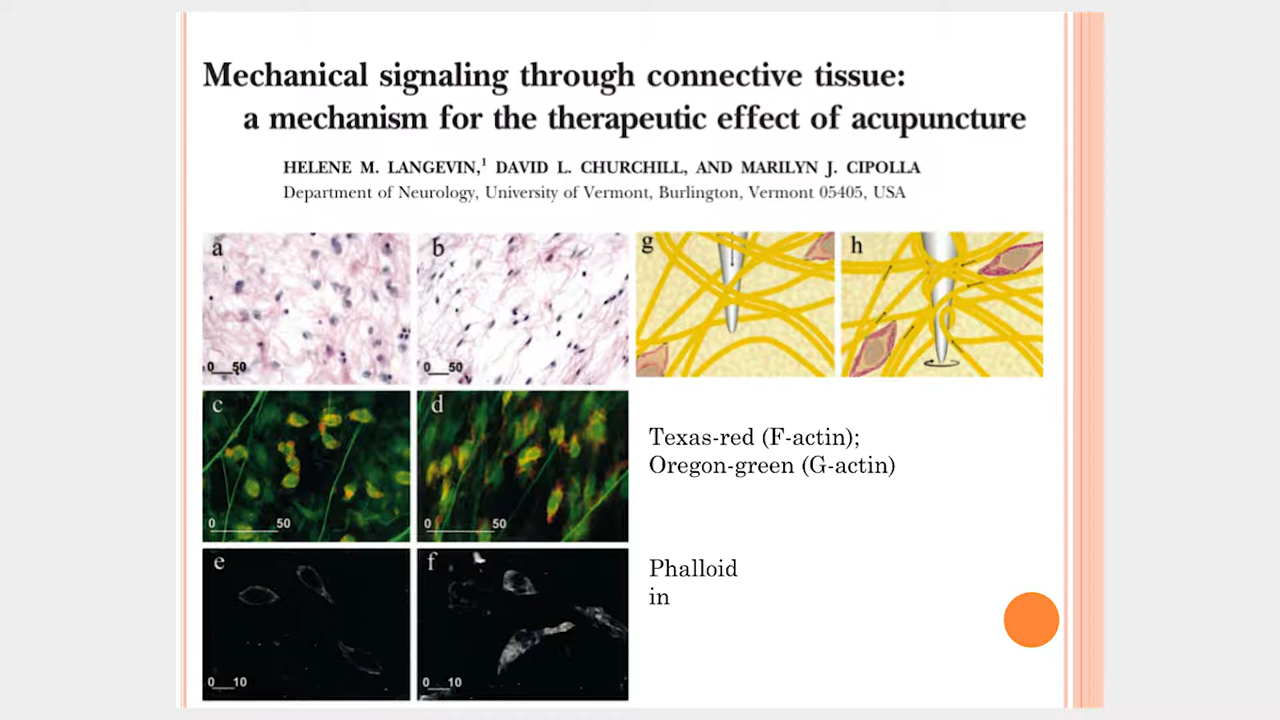 Mechanical signaling through connective tissue:
a mechanism for the therapeutic effect of acupuncture
HELENE M. LANGEVIN,¹ DAVID L. CHURCHILL, AND MARILYN J. CIPOLLA
Department of Neurology, University of Vermont, Burlington, Vermont 05405, USA
a
b
g
h
0 50
0 50
c
d
Texas-red (F-actin);
Oregon-green (G-actin)
0 50
0 50
e
f
Phalloid
in
0 10
0 10